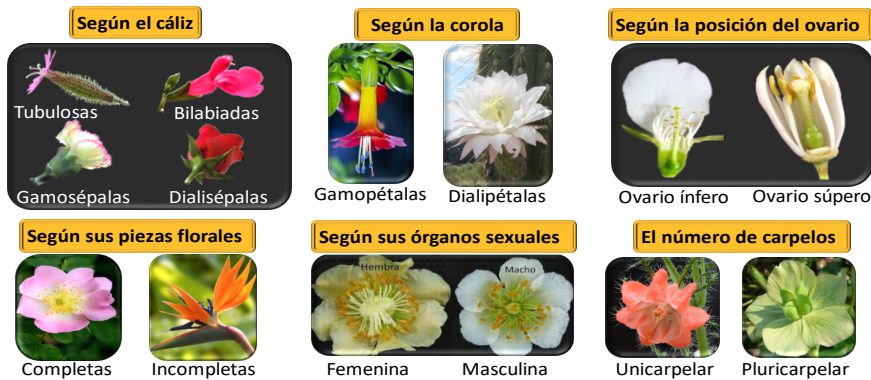 Según el cáliz
Según la corola
Según la posición del ovario
Tubulosas
Bilabiadas
Gamosépalas
Dialisépalas
Gamopétalas
Dialipétalas
Ovario ínfero
Ovario súpero
Según sus piezas florales
Según sus órganos sexuales
El número de carpelos
Hembra
Macho
Completas
Incompletas
Femenina
Masculina
Unicarpelar
Pluricarpelar